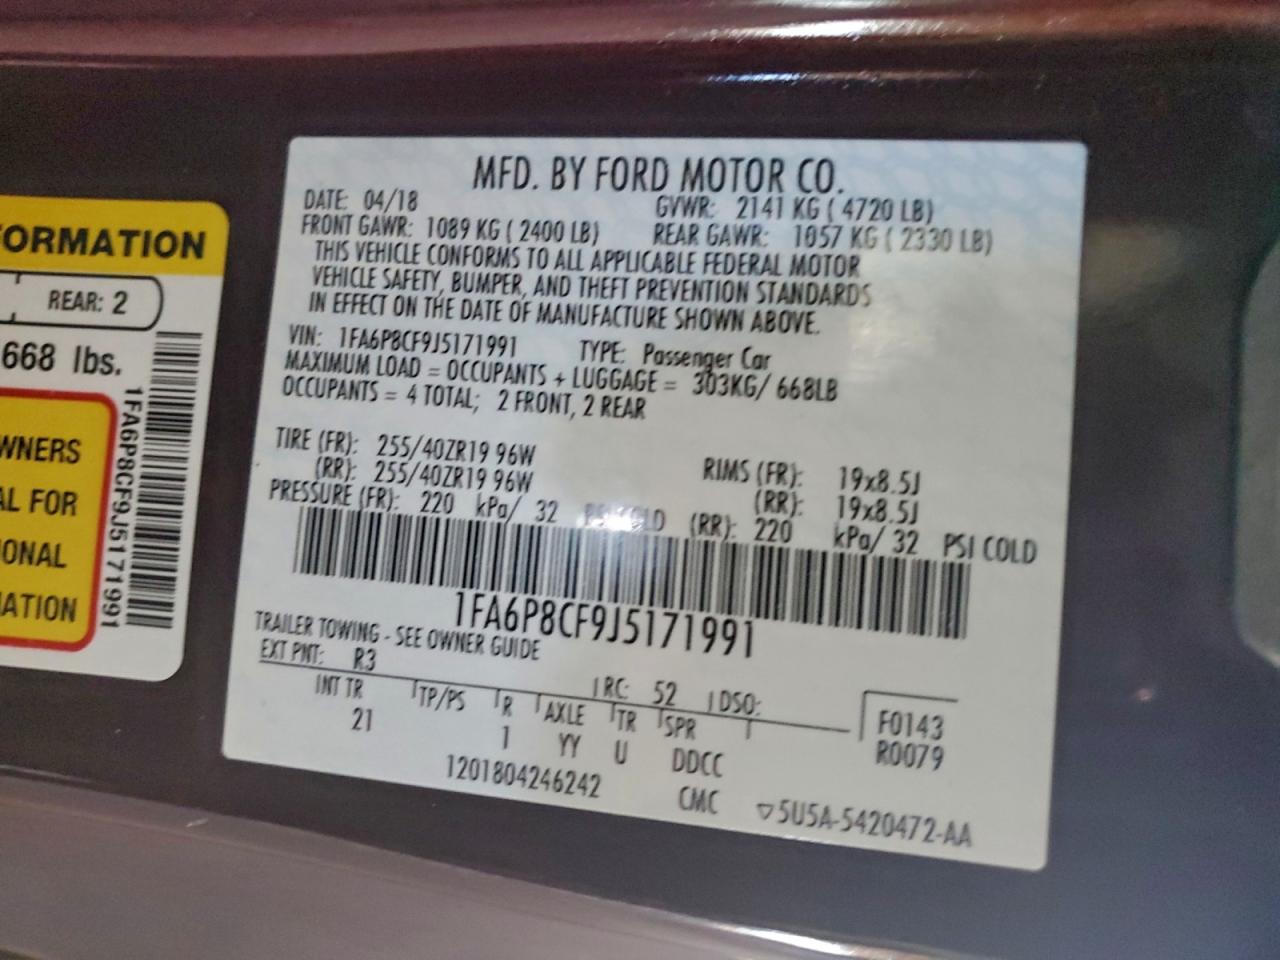 FORMATION
REAR: 2
668 lbs.
1FA6P8CF9J5171991
WNERS
AL FOR
IONAL
MATION
MFD. BY FORD MOTOR CO.
DATE: 04/18 GVWR: 2141 KG ( 4720 LB)
FRONT GAWR: 1089 KG ( 2400 LB) REAR GAWR: 1057 KG ( 2330 LB)
THIS VEHICLE CONFORMS TO ALL APPLICABLE FEDERAL MOTOR
VEHICLE SAFETY, BUMPER, AND THEFT PREVENTION STANDARDS
IN EFFECT ON THE DATE OF MANUFACTURE SHOWN ABOVE.
VIN: 1FA6P8CF9J5171991 TYPE: Passenger Car
MAXIMUM LOAD = OCCUPANTS + LUGGAGE = 303KG/ 668LB
OCCUPANTS = 4 TOTAL; 2 FRONT, 2 REAR
TIRE (FR): 255/40ZR19 96W RIMS (FR): 19x8.5J
(RR): 255/40ZR19 96W (RR): 19x8.5J
PRESSURE (FR): 220 kPa/ 32 PSI COLD (RR): 220 kPa/ 32 PSI COLD
1FA6P8CF9J5171991
TRAILER TOWING - SEE OWNER GUIDE
EXT PNT: R3 RC: 52 DSO:
INT TR TP/PS R AXLE TR SPR F0143
21 1 YY U DDCC R0079
1201804246242 CMC ▽5U5A-5420472-AA